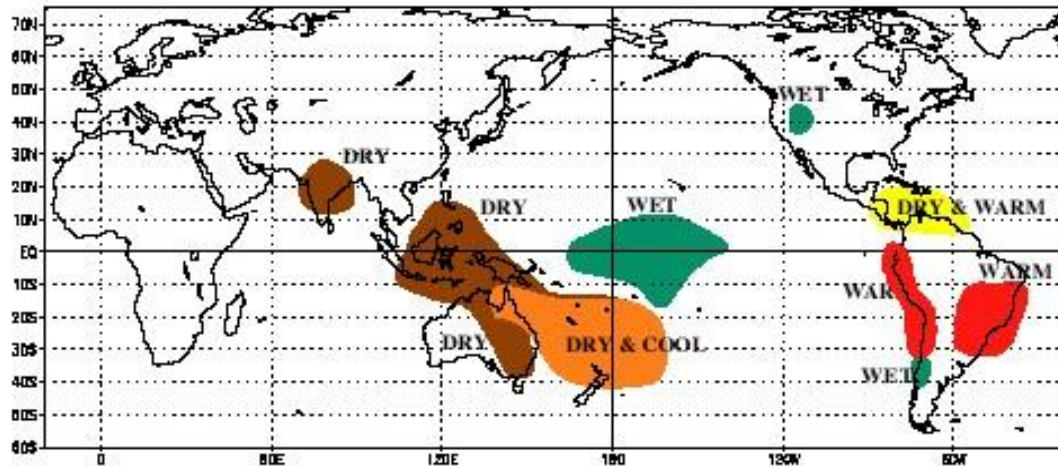 70N
60N
50N
WET
40N
30N
DRY
20N
DRY
WET
DRY & WARM
10N
EQ
WARM
10S
WAR
20S
DRY
DRY & COOL
30S
WET
40S
50S
60S
0 60E 120E 180 120W 60W